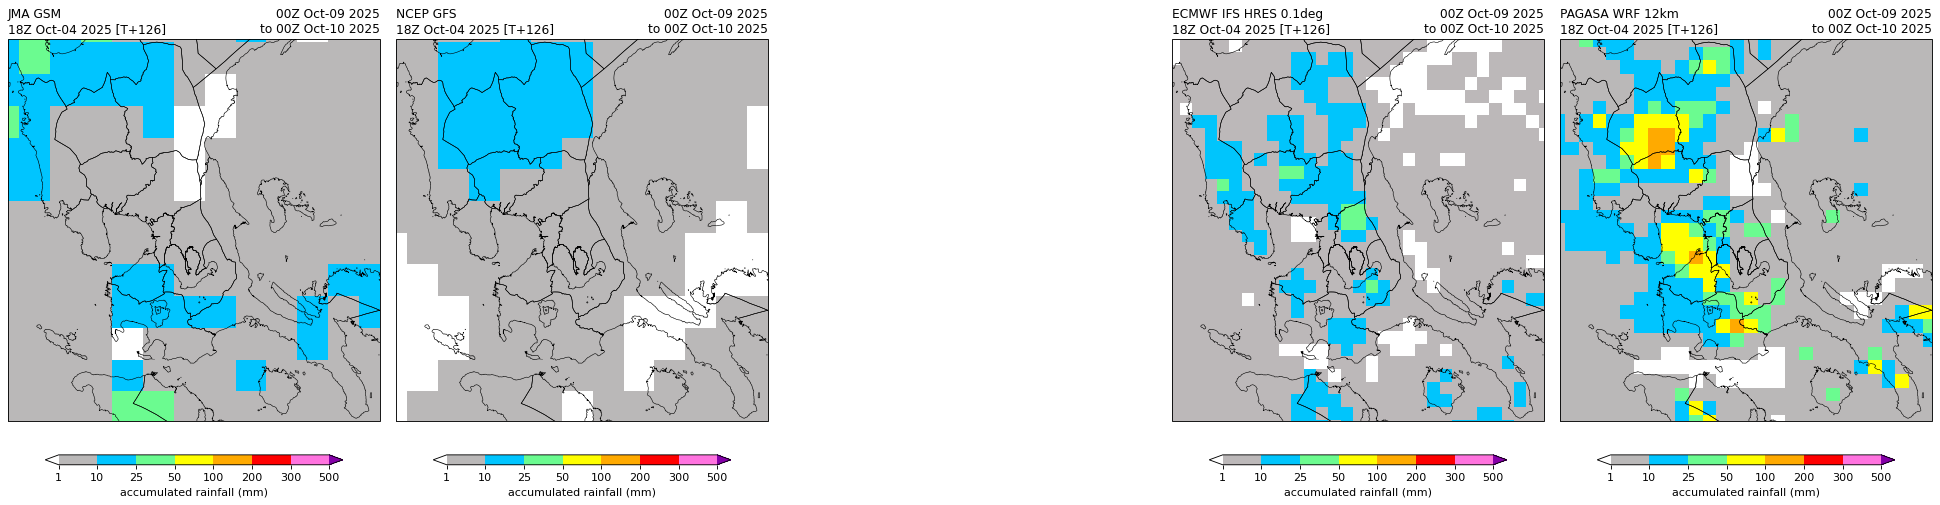 JMA GSM 00Z Oct-09 2025
18Z Oct-04 2025 [T+126] to 00Z Oct-10 2025
1 10 25 50 100 200 300 500
accumulated rainfall (mm)
NCEP GFS 00Z Oct-09 2025
18Z Oct-04 2025 [T+126] to 00Z Oct-10 2025
1 10 25 50 100 200 300 500
accumulated rainfall (mm)
ECMWF IFS HRES 0.1deg 00Z Oct-09 2025
18Z Oct-04 2025 [T+126] to 00Z Oct-10 2025
1 10 25 50 100 200 300 500
accumulated rainfall (mm)
PAGASA WRF 12km 00Z Oct-09 2025
18Z Oct-04 2025 [T+126] to 00Z Oct-10 2025
1 10 25 50 100 200 300 500
accumulated rainfall (mm)